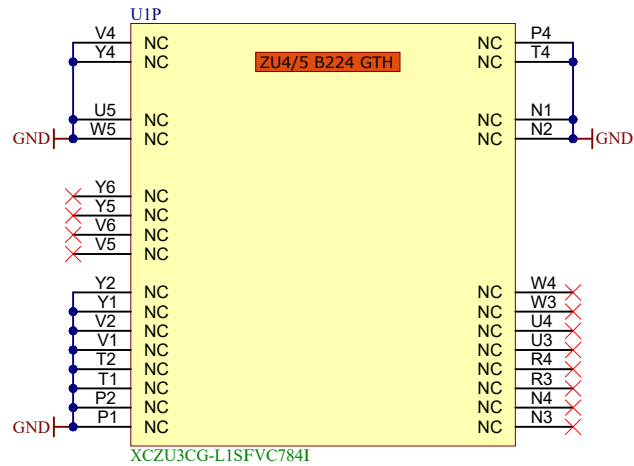 U1P
V4 NC NC P4
Y4 NC ZU4/5 B224 GTH NC T4
U5 NC NC N1
GND W5 NC NC N2 GND
Y6 NC
Y5 NC
V6 NC
V5 NC
Y2 NC NC W4
Y1 NC NC W3
V2 NC NC U4
V1 NC NC U3
T2 NC NC R4
T1 NC NC R3
P2 NC NC N4
GND P1 NC NC N3
XCZU3CG-L1SFVC784I